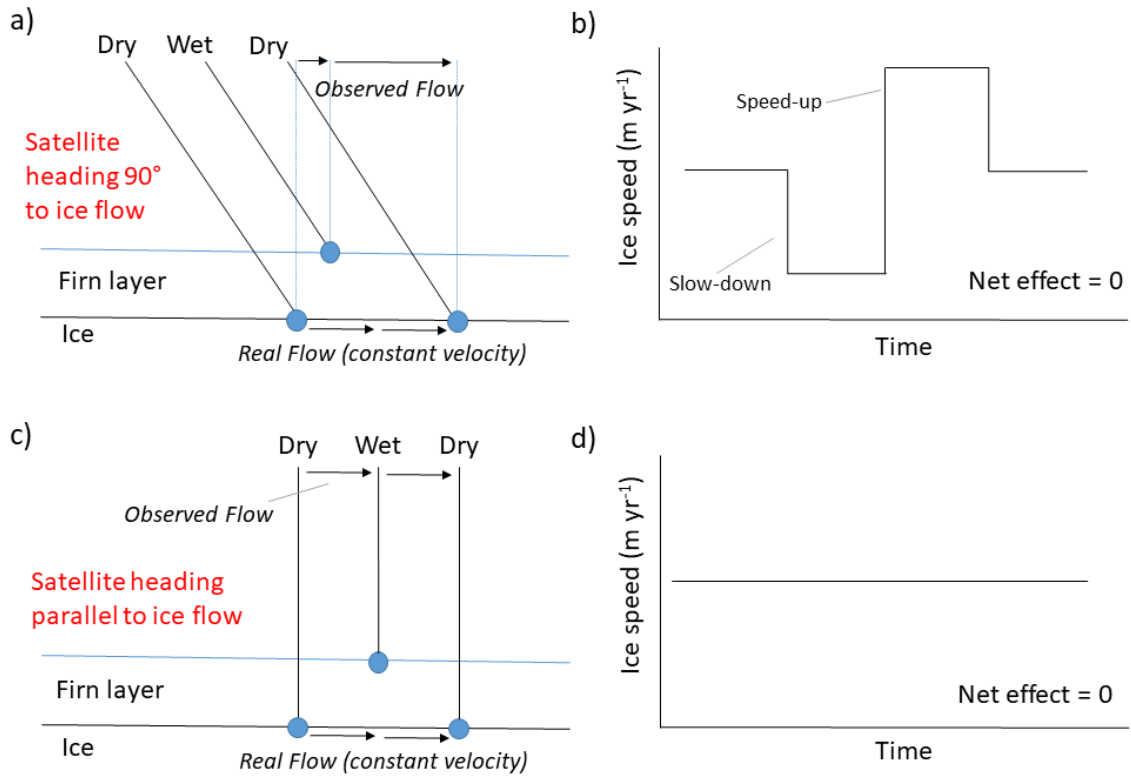 a)
Dry Wet Dry
Observed Flow
Satellite
heading 90°
to ice flow
Firn layer
Ice
Real Flow (constant velocity)
b)
Ice speed (m yr-1)
Speed-up
Slow-down
Net effect = 0
Time
c)
Dry Wet Dry
Observed Flow
Satellite heading
parallel to ice flow
Firn layer
Ice
Real Flow (constant velocity)
d)
Ice speed (m yr-1)
Net effect = 0
Time